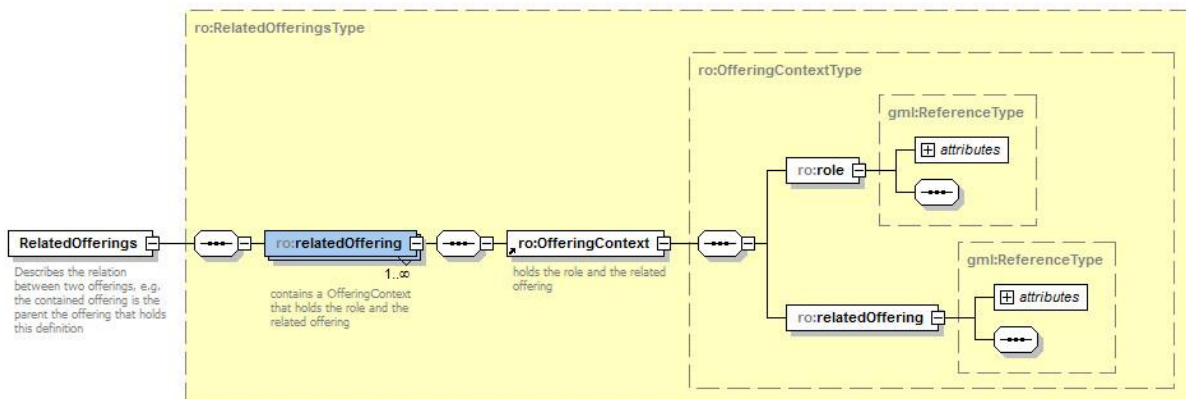 ro:RelatedOfferingsType
ro:OfferingContextType
gml:ReferenceType
attributes
ro:role
RelatedOfferings
ro:relatedOffering
ro:OfferingContext
1..∞
Describes the relation
between two offerings, e.g.
the contained offering is the
parent the offering that holds
this definition
contains a OfferingContext
that holds the role and the
related offering
holds the role and the related
offering
gml:ReferenceType
attributes
ro:relatedOffering